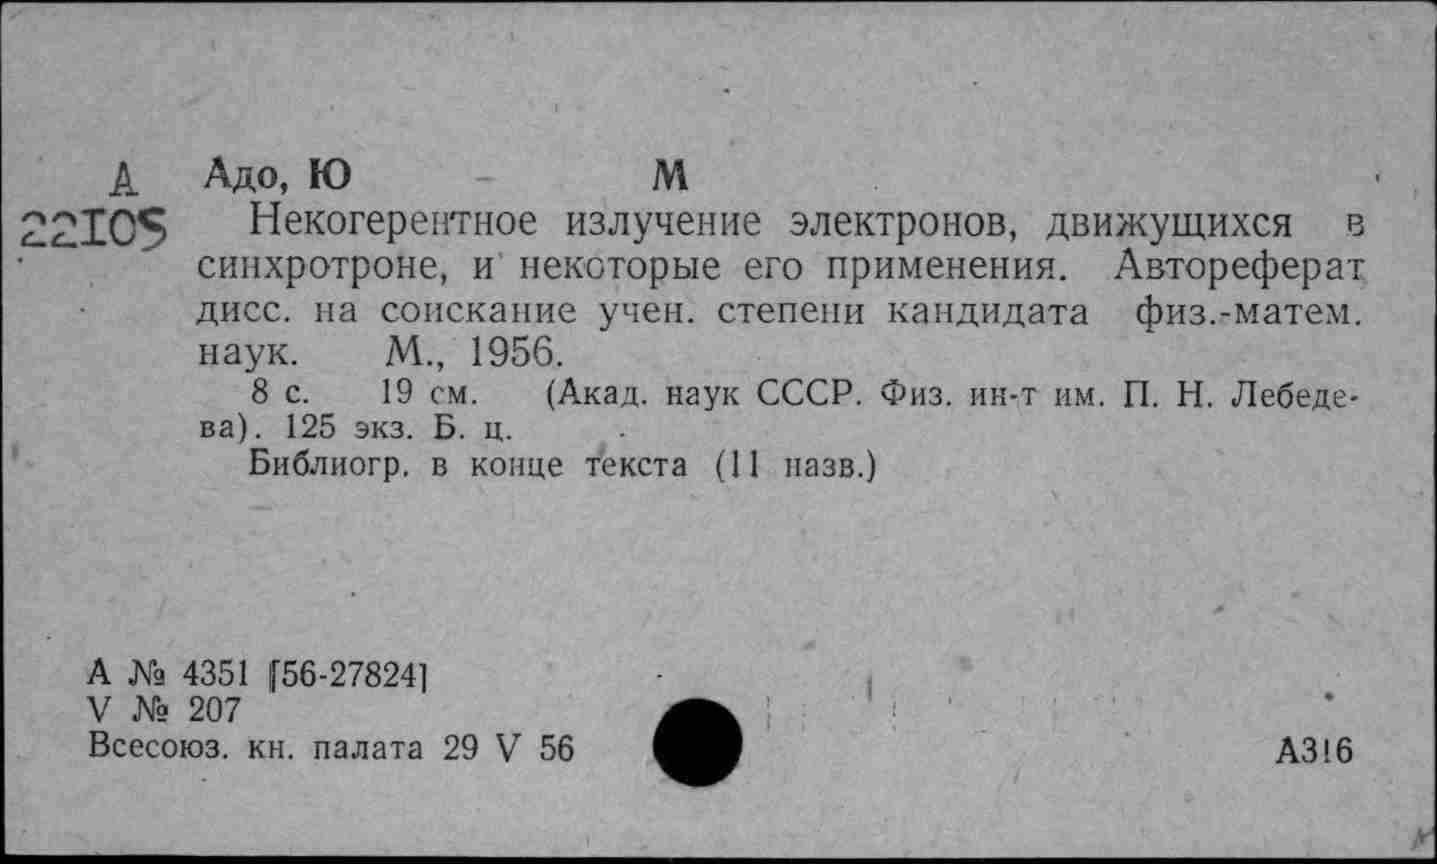 А Адо, Ю М
22105 Некогерентное излучение электронов, движущихся в
синхротроне, и некоторые его применения. Автореферат
дисс. на соискание учен. степени кандидата физ.-матем.
наук. М., 1956.
8 с. 19 см. (Акад. наук СССР. Физ. ин-т им. П. Н. Лебеде-
ва). 125 экз. Б. ц.
Библиогр. в конце текста (11 назв.)
А № 4351 [56-27824]
V № 207
Всесоюз. кн. палата 29 V 56
А316